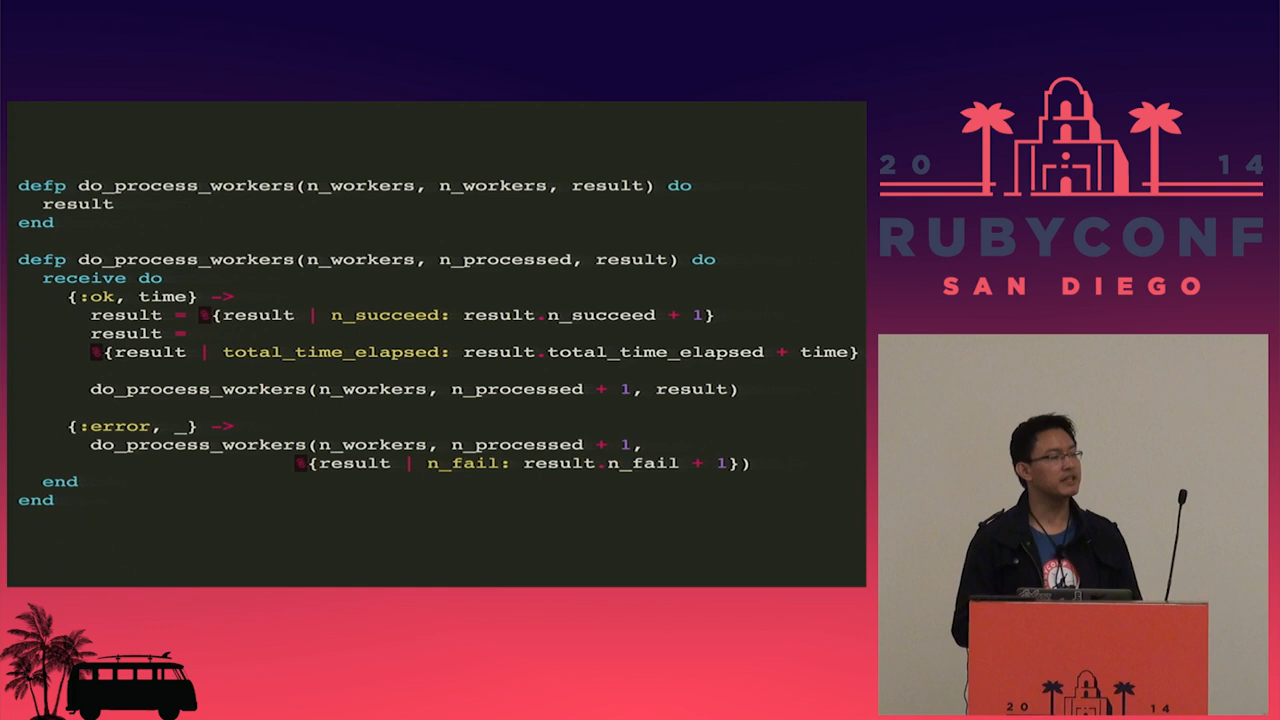 defp do_process_workers(n_workers, n_workers, result) do
  result
end
defp do_process_workers(n_workers, n_processed, result) do
  receive do
    {:ok, time} ->
      result = %{result | n_succeed: result.n_succeed + 1}
      result =
      %{result | total_time_elapsed: result.total_time_elapsed + time}
      do_process_workers(n_workers, n_processed + 1, result)
    {:error, _} ->
      do_process_workers(n_workers, n_processed + 1,
                       %{result | n_fail: result.n_fail + 1})
  end
end
20 14
RUBYCONF
SAN DIEGO
20 14